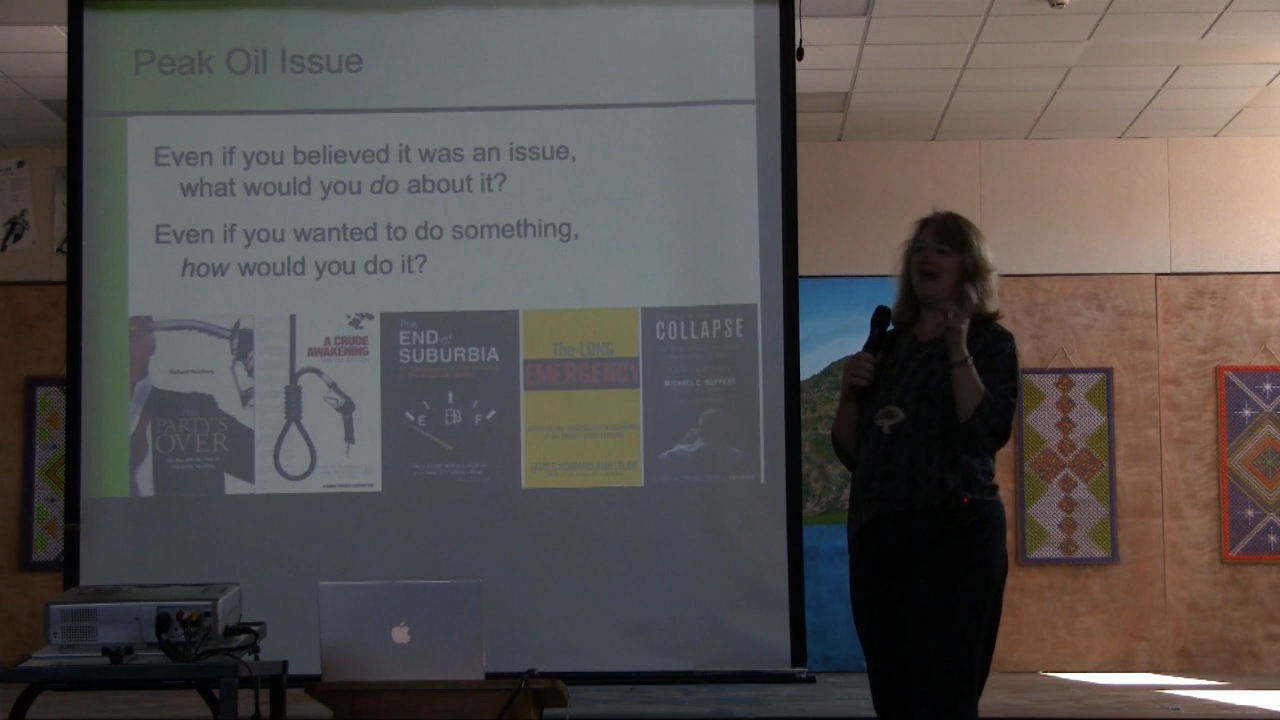 Peak Oil Issue
Even if you believed it was an issue,
what would you do about it?
Even if you wanted to do something,
how would you do it?
Richard Heinberg
THE
PARTY'S
OVER
A CRUDE
AWAKENING
The
END of
SUBURBIA
E F
The LONG
EMERGENCY
JAMES HOWARD KUNSTLER
COLLAPSE
MICHAEL C. RUPPERT